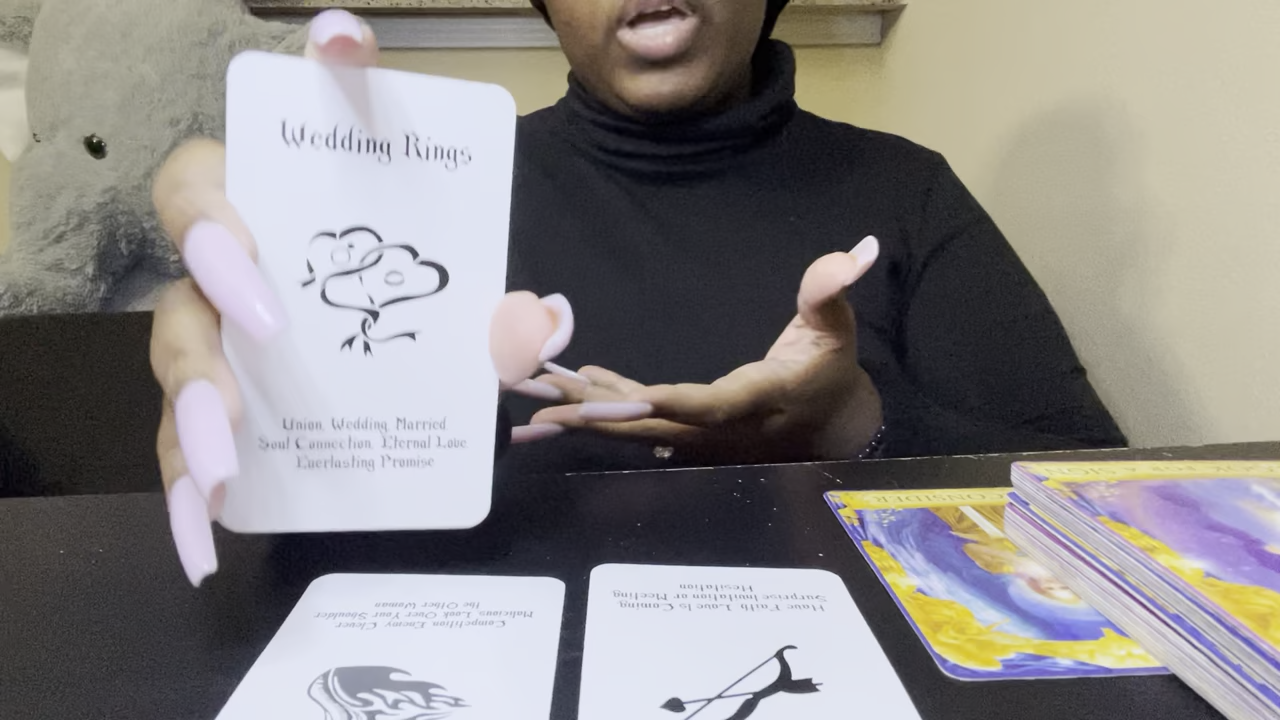 Wedding Rings
Union, Wedding, Married
Soul Connection, Eternal Love
Everlasting Promise
Competition, Enemy, Clever
Malicious, Look Over Your Shoulder
the Other Woman
Have Faith, Love Is Coming
Surprise Invitation or Meeting
Hesitation
CONSIDER